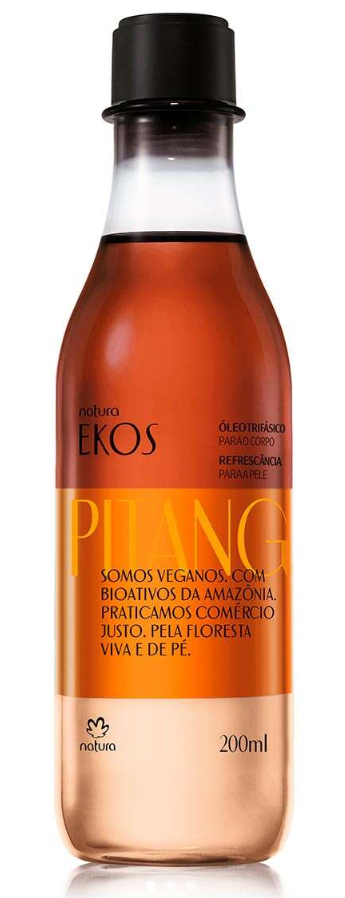 natura
EKOS
ÓLEO TRIFÁSICO
PARA O CORPO
REFRESCÂNCIA
PARA A PELE
PITANG
SOMOS VEGANOS. COM
BIOATIVOS DA AMAZÔNIA.
PRATICAMOS COMÉRCIO
JUSTO. PELA FLORESTA
VIVA E DE PÉ.
natura
200ml